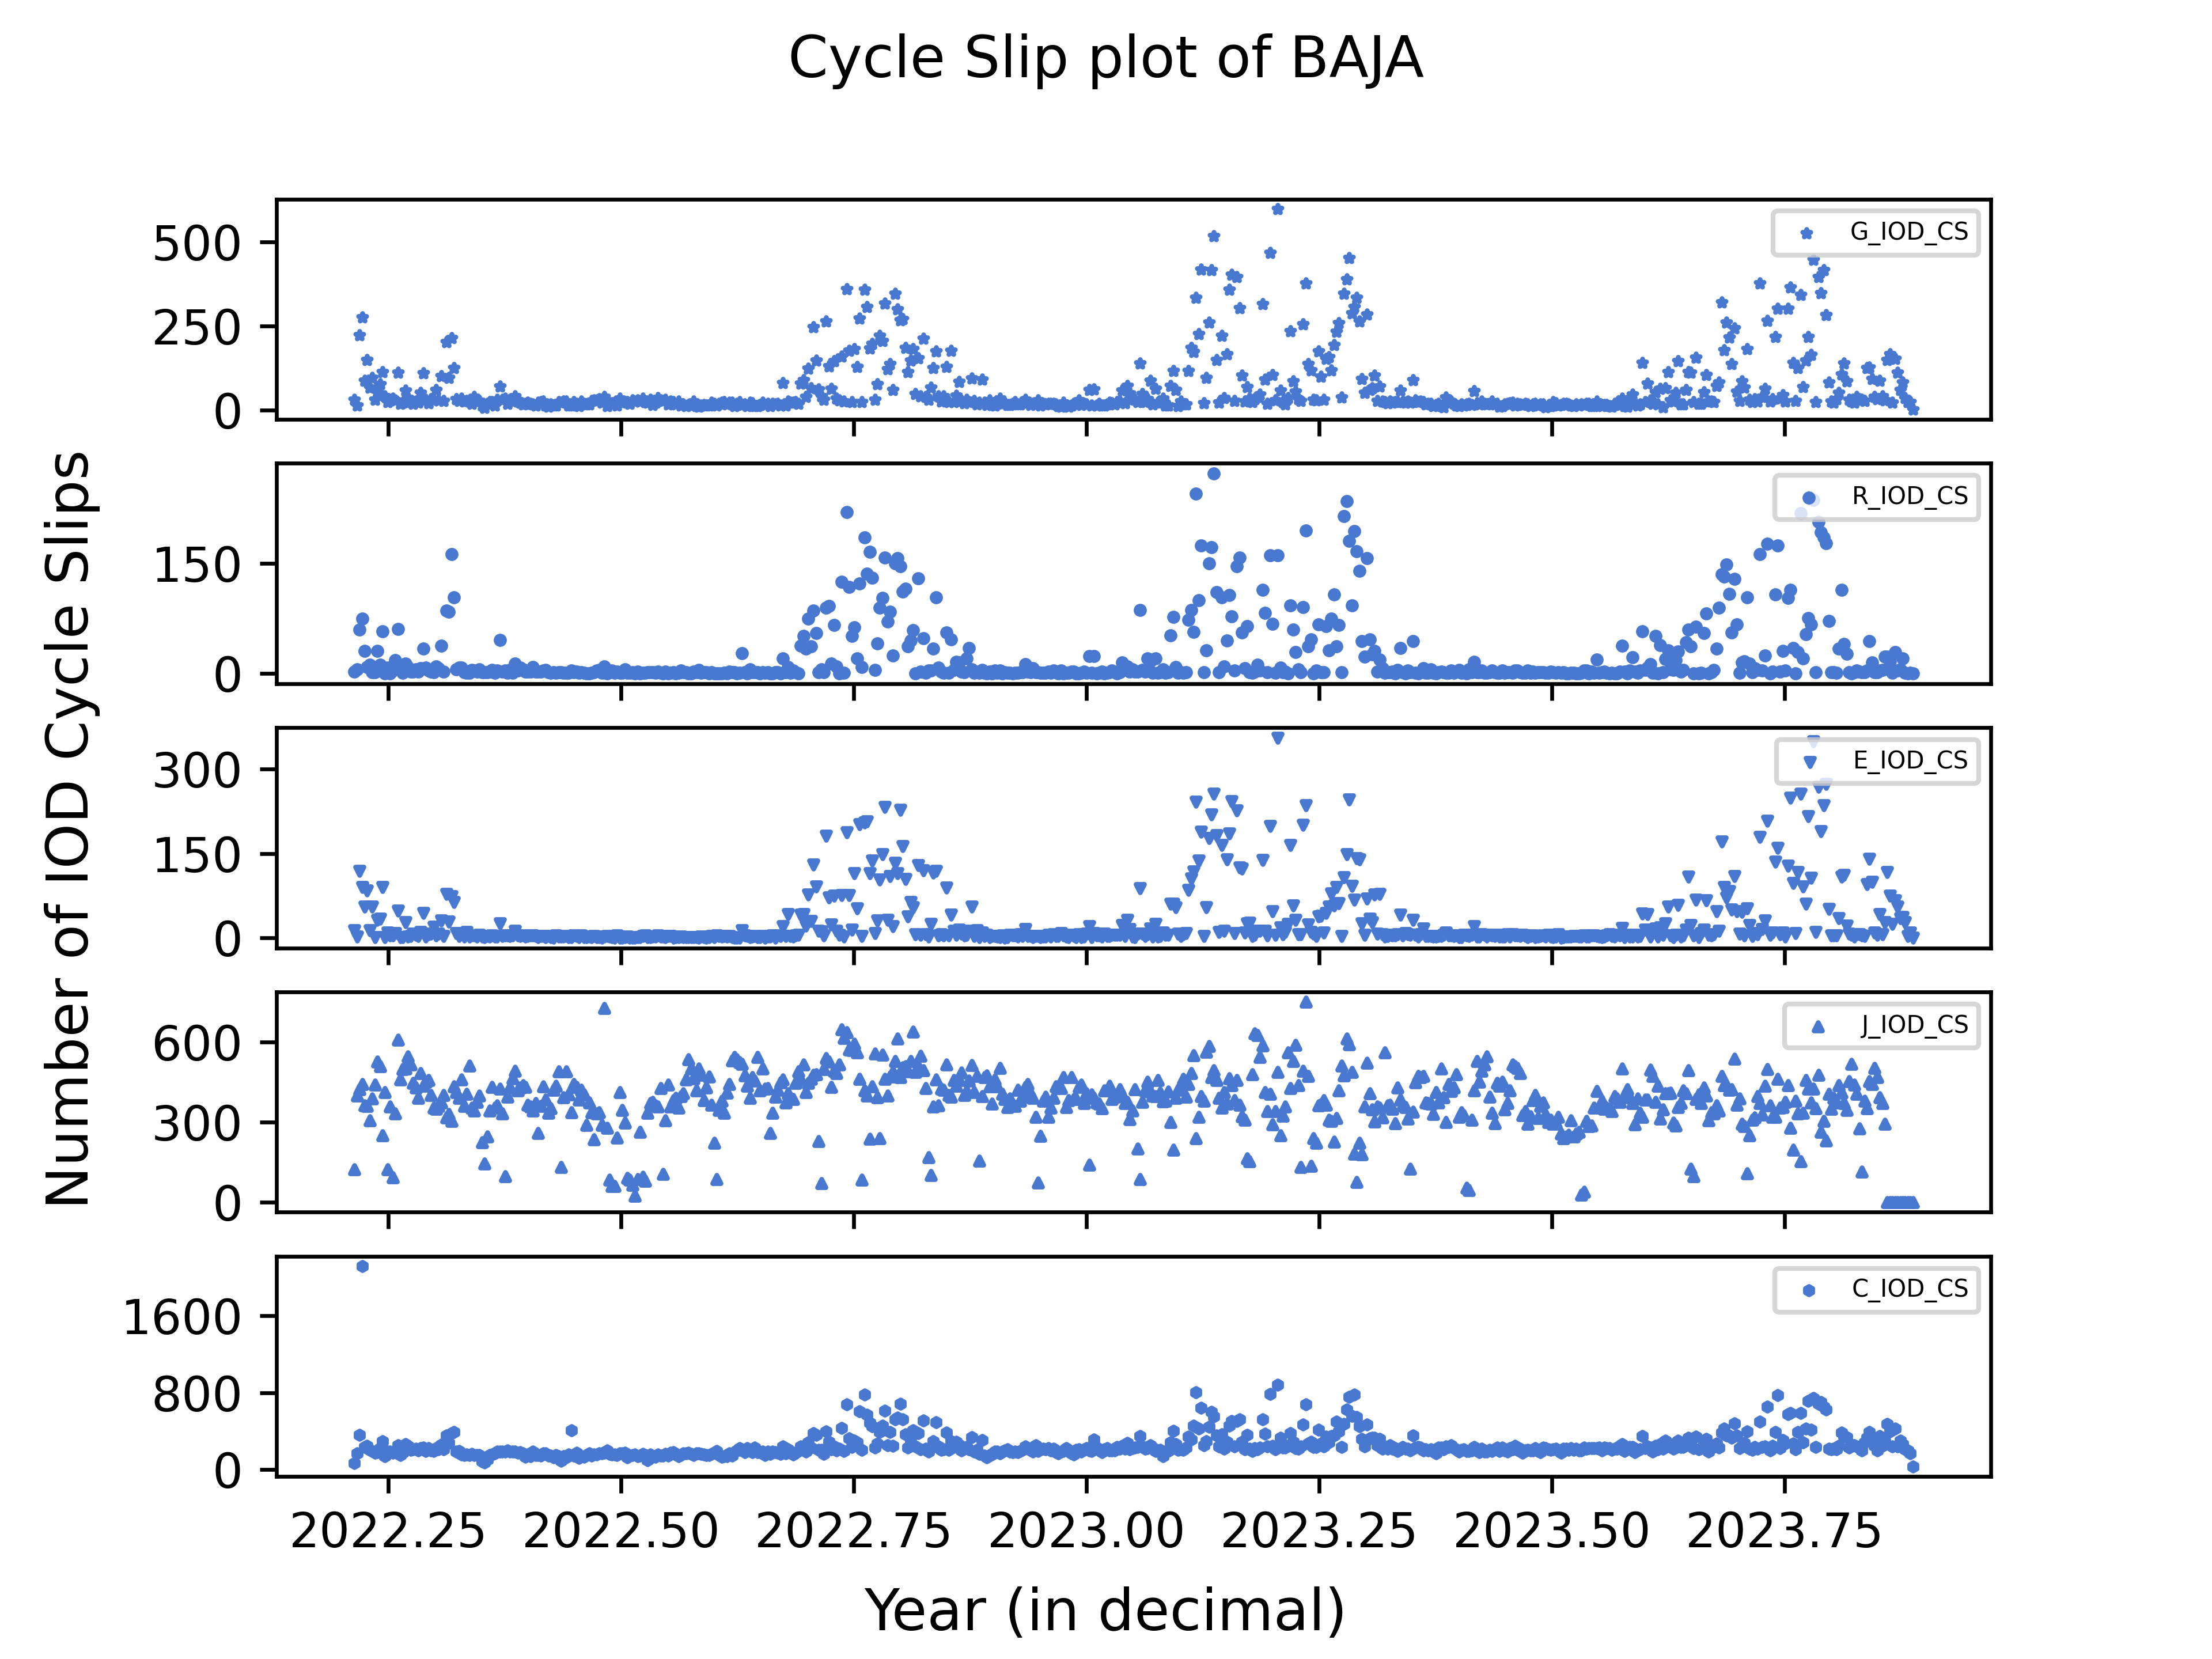 Cycle Slip plot of BAJA
Number of IOD Cycle Slips
500
250
0
G_IOD_CS
150
0
R_IOD_CS
300
150
0
E_IOD_CS
600
300
0
J_IOD_CS
1600
800
0
C_IOD_CS
2022.25 2022.50 2022.75 2023.00 2023.25 2023.50 2023.75
Year (in decimal)